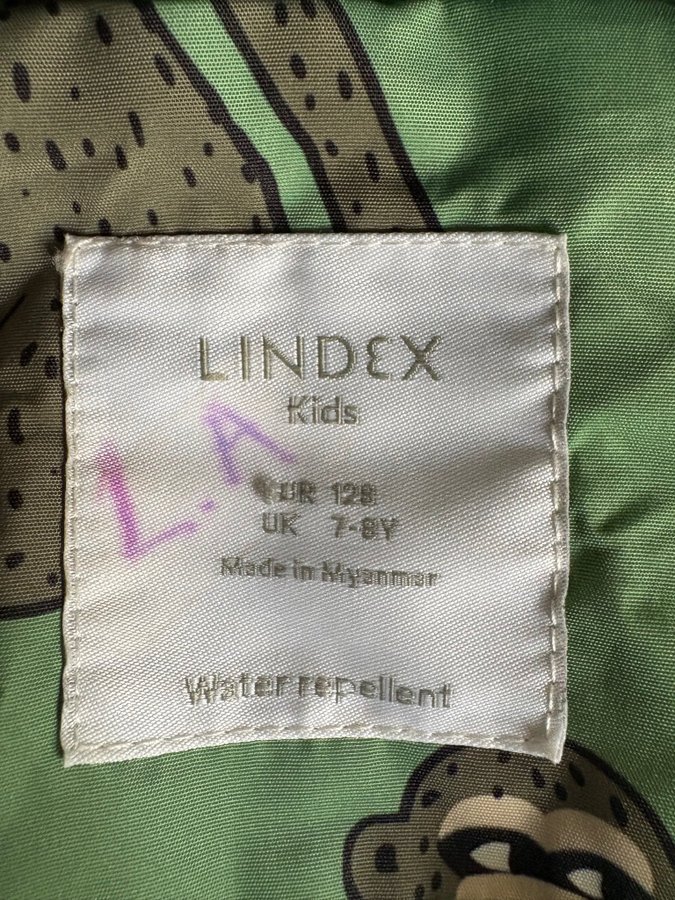 LINDEX
Kids
L.A
EUR 128
UK 7-8Y
Made in Myanmar
Water repellent